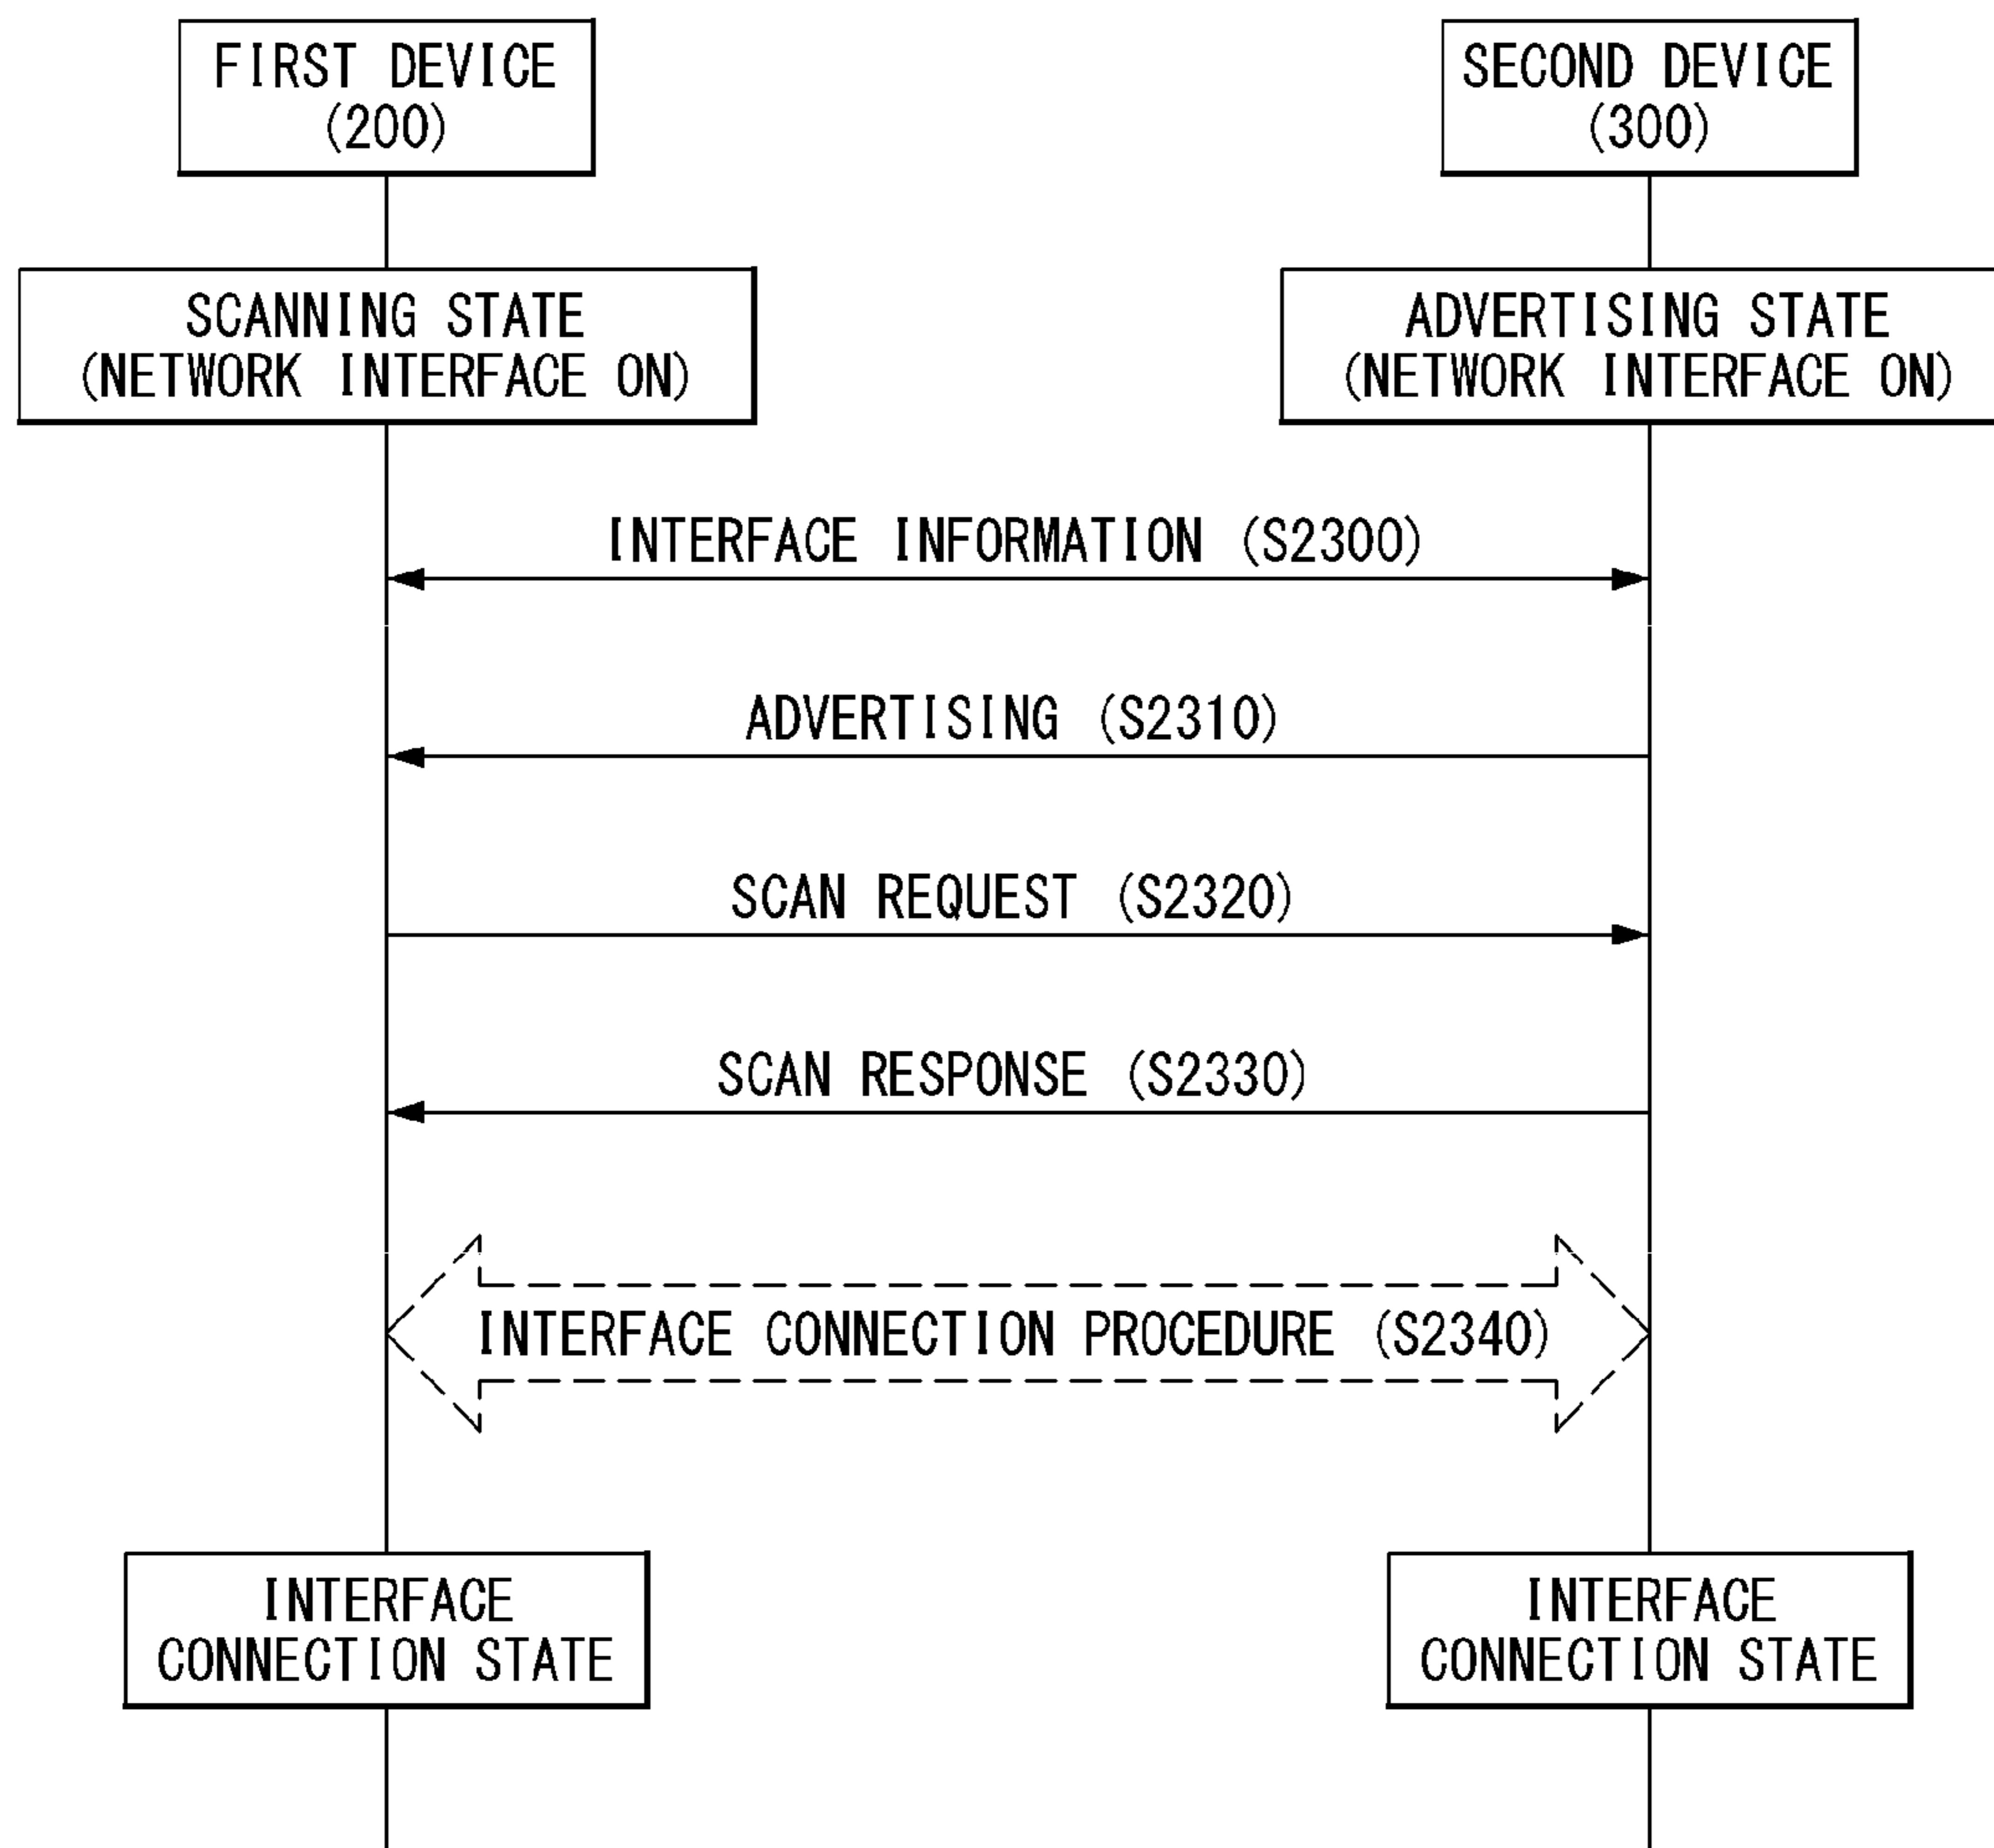 FIRST DEVICE
(200)
SECOND DEVICE
(300)
SCANNING STATE
(NETWORK INTERFACE ON)
ADVERTISING STATE
(NETWORK INTERFACE ON)
INTERFACE INFORMATION (S2300)
ADVERTISING (S2310)
SCAN REQUEST (S2320)
SCAN RESPONSE (S2330)
INTERFACE CONNECTION PROCEDURE (S2340)
INTERFACE
CONNECTION STATE
INTERFACE
CONNECTION STATE